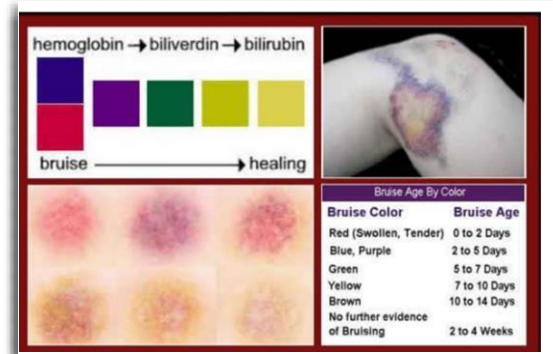 hemoglobin → biliverdin → bilirubin
bruise → healing
Bruise Age By Color
Bruise Color Bruise Age
Red (Swollen, Tender) 0 to 2 Days
Blue, Purple 2 to 5 Days
Green 5 to 7 Days
Yellow 7 to 10 Days
Brown 10 to 14 Days
No further evidence
of Bruising 2 to 4 Weeks